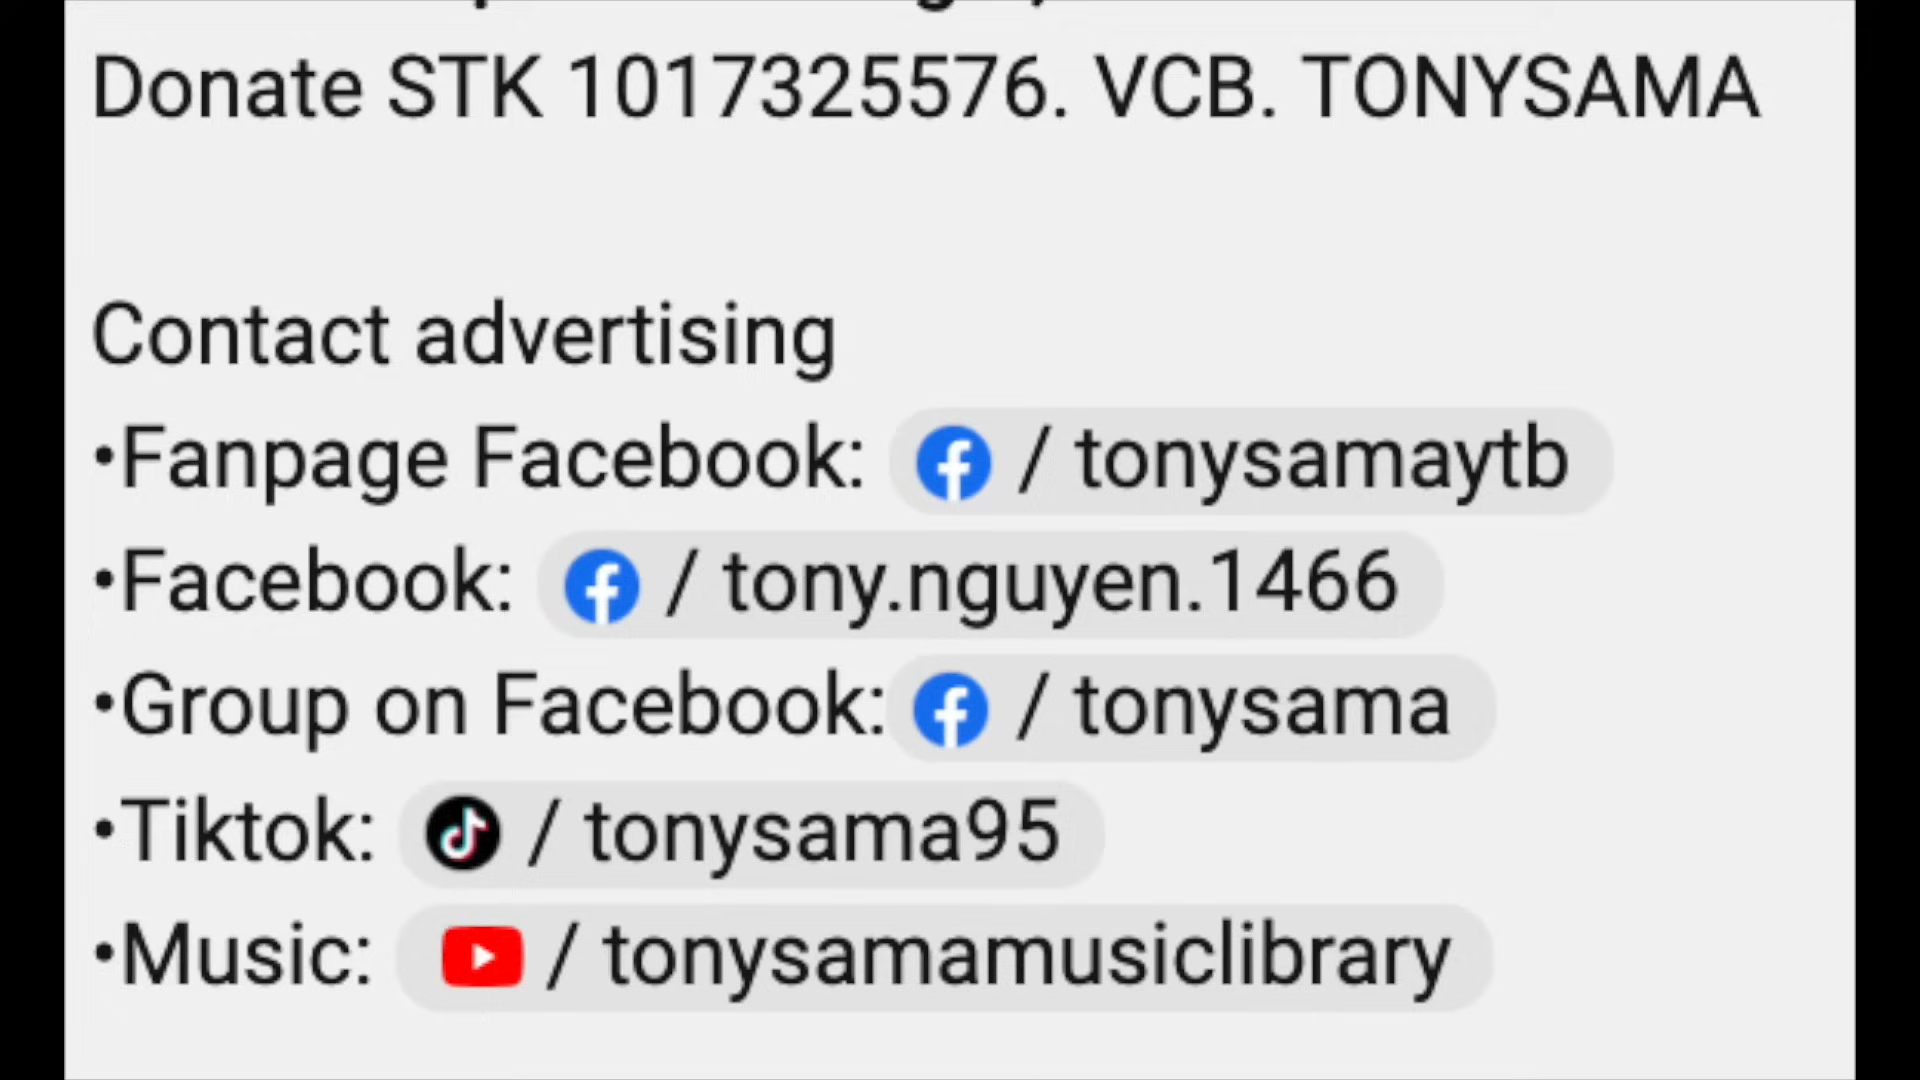 Donate STK 1017325576. VCB. TONYSAMA
Contact advertising
•Fanpage Facebook: / tonysamaytb
•Facebook: / tony.nguyen.1466
•Group on Facebook: / tonysama
•Tiktok: / tonysama95
•Music: / tonysamamusiclibrary